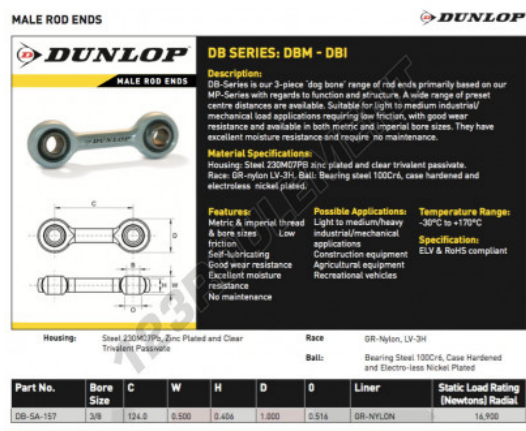 MALE ROD ENDS
DUNLOP
DUNLOP
MALE ROD ENDS
DUNLOP
DB SERIES: DBM - DBI
Description:
DB-Series is our 3-piece 'dog bone' range of rod ends primarily based on our
MP-Series with regards to function and structure. A wide range of preset
centre distances are available. Suitable for light to medium industrial/
mechanical load applications requiring low friction, with good wear
resistance and available in both metric and imperial bore sizes. They have
excellent moisture resistance and require no maintenance.
Material Specifications:
Housing: Steel 230M07PB zinc plated and clear trivalent passivate.
Race: GR-nylon LV-3H, Ball: Bearing steel 100Cr6, case hardened and
electroless nickel plated.
Features:
Metric & imperial thread
& bore sizes Low
friction
Self-lubricating
Good wear resistance
Excellent moisture
resistance
No maintenance
Possible Applications:
Light to medium/heavy
industrial/mechanical
applications
Construction equipment
Agricultural equipment
Recreational vehicles
Temperature Range:
-30°C to +170°C
Specification:
ELV & RoHS compliant
C
D
B
H
W
O
123ROULEMENT
Housing: Steel 230M07Pb, Zinc Plated and Clear
Trivalent Passivate
Race GR-Nylon, LV-3H
Ball: Bearing Steel 100Cr6, Case Hardened
and Electro-less Nickel Plated
Part No. Bore Size C W H D 0 Liner Static Load Rating (Newtons) Radial
DB-SA-157 3/8 124.0 0.500 0.406 1.000 0.516 GR-NYLON 16,900